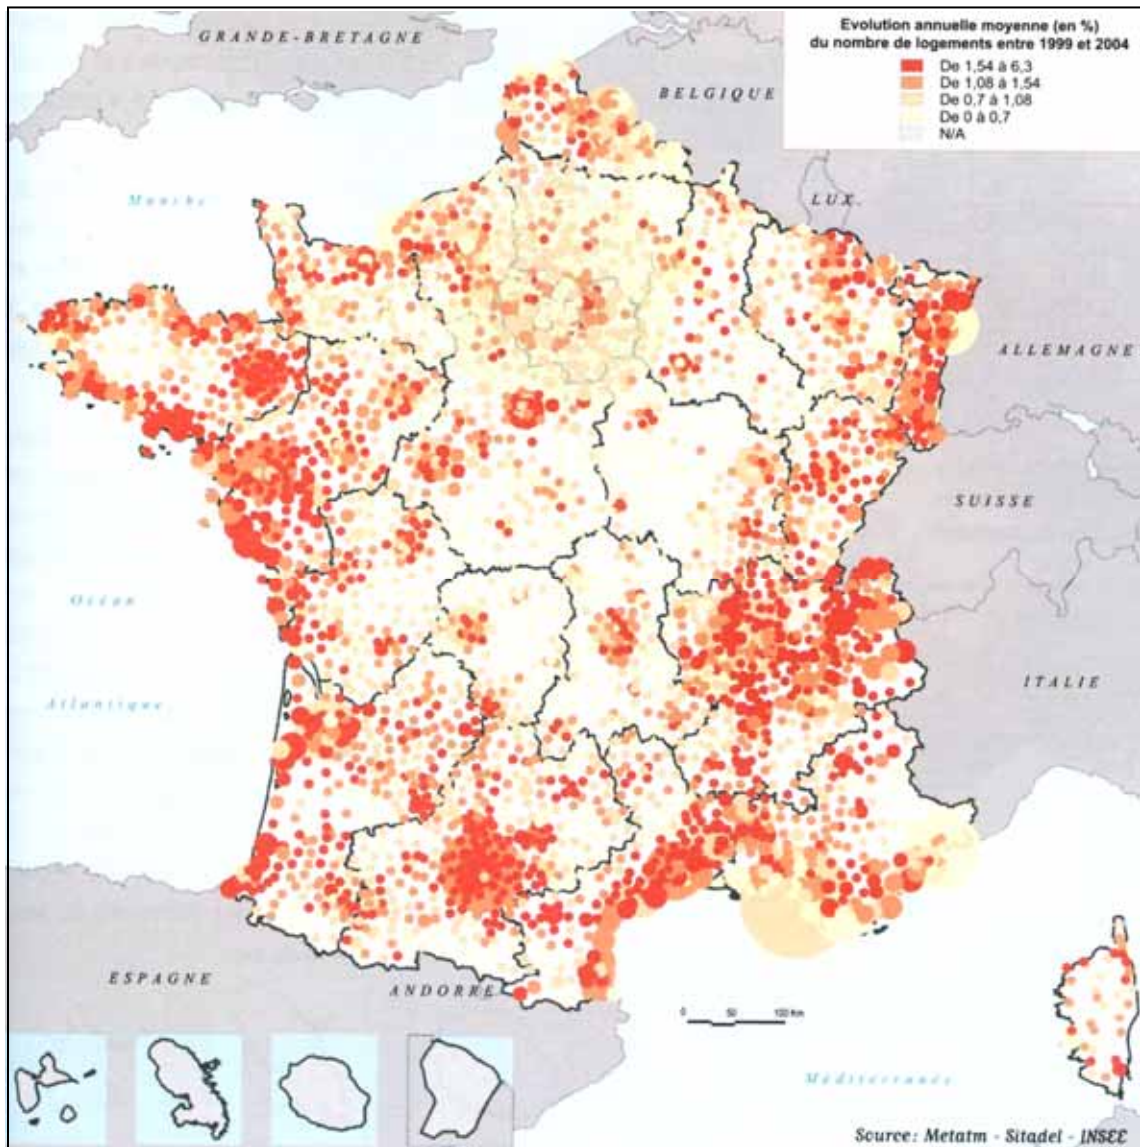 Evolution annuelle moyenne (en %)
du nombre de logements entre 1999 et 2004
De 1,54 à 6,3
De 1,08 à 1,54
De 0,7 à 1,08
De 0 à 0,7
N/A
GRANDE-BRETAGNE
BELGIQUE
LUX.
Manche
ALLEMAGNE
SUISSE
Océan
Atlantique
ITALIE
ESPAGNE
ANDORRE
0 50 100 km
Méditerranée
Source: Metatm - Sitadel - INSEE